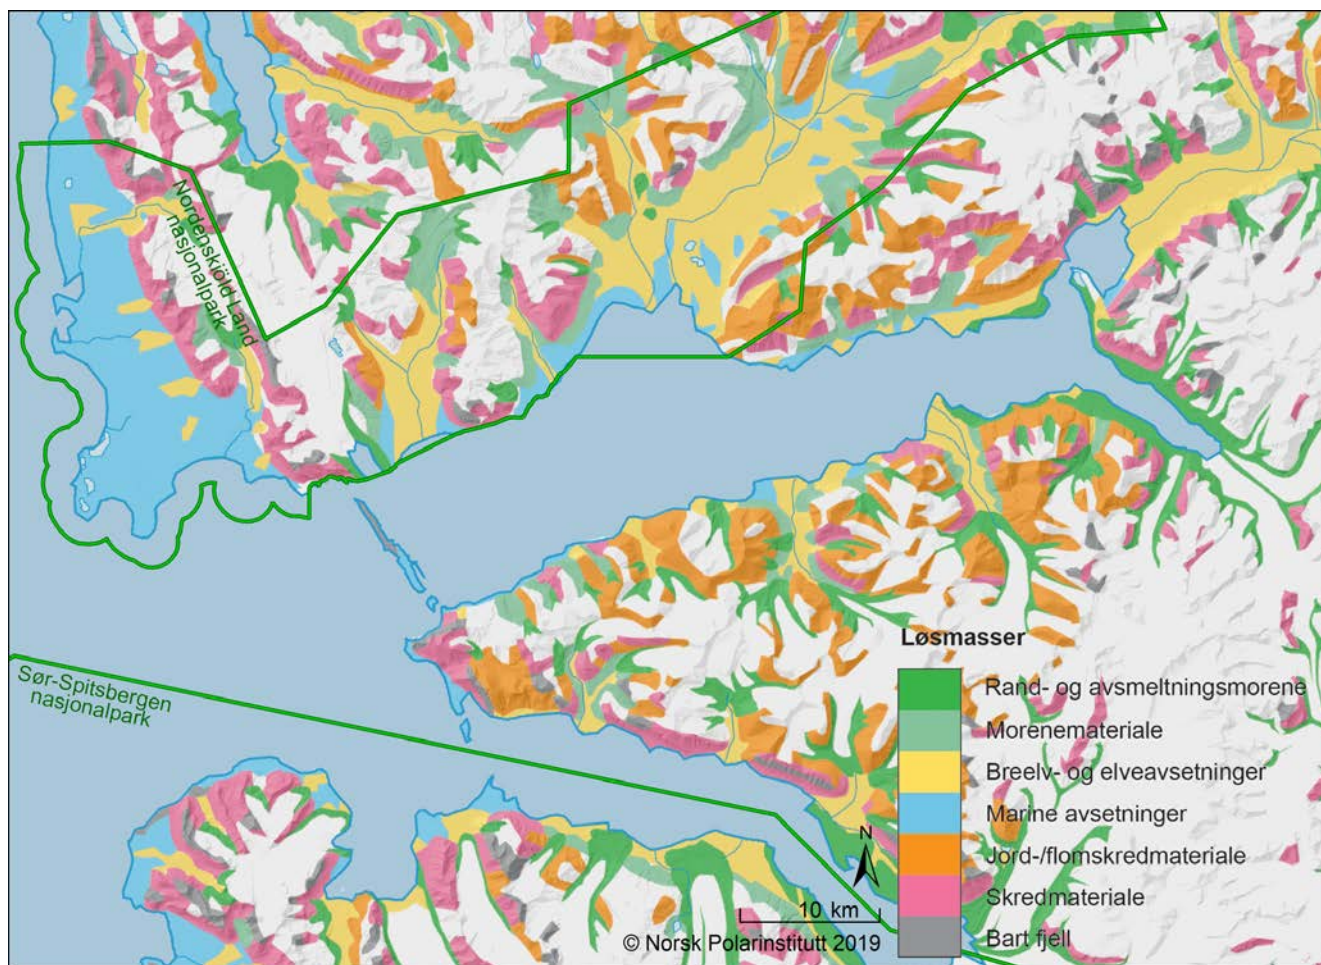 Nordenskiöld Land
nasjonalpark
Sør-Spitsbergen
nasjonalpark
Løsmasser
Rand- og avsmeltningsmorene
Morenemateriale
Breelv- og elveavsetninger
Marine avsetninger
Jord-/flomskredmateriale
Skredmateriale
Bart fjell
N
10 km
© Norsk Polarinstitutt 2019